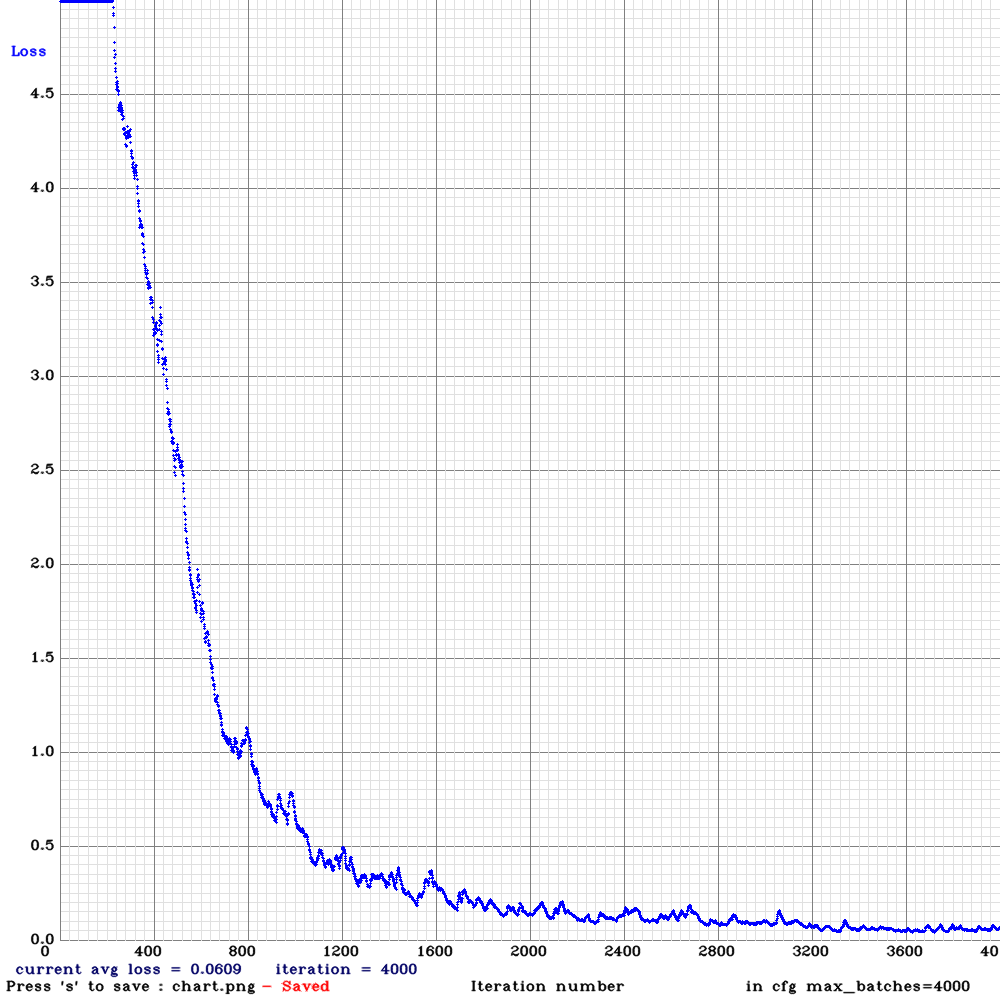 Loss
4.5
4.0
3.5
3.0
2.5
2.0
1.5
1.0
0.5
0.0
0 400 800 1200 1600 2000 2400 2800 3200 3600 40
current avg loss = 0.0609 iteration = 4000
Press 's' to save : chart.png - Saved Iteration number in cfg max_batches=4000